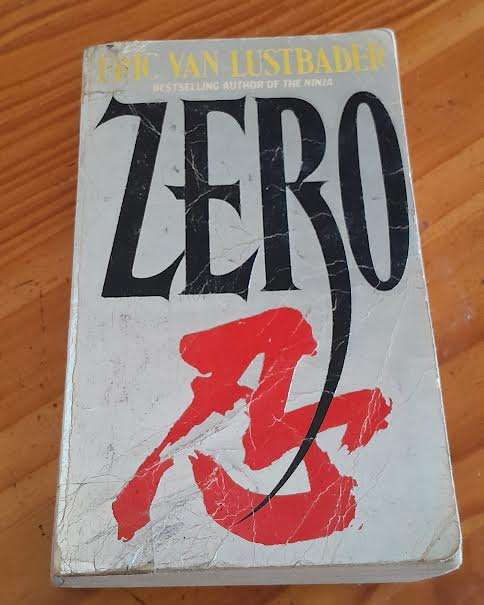 ERIC VAN LUSTBADER
BESTSELLING AUTHOR OF THE NINJA
ZERO
忍